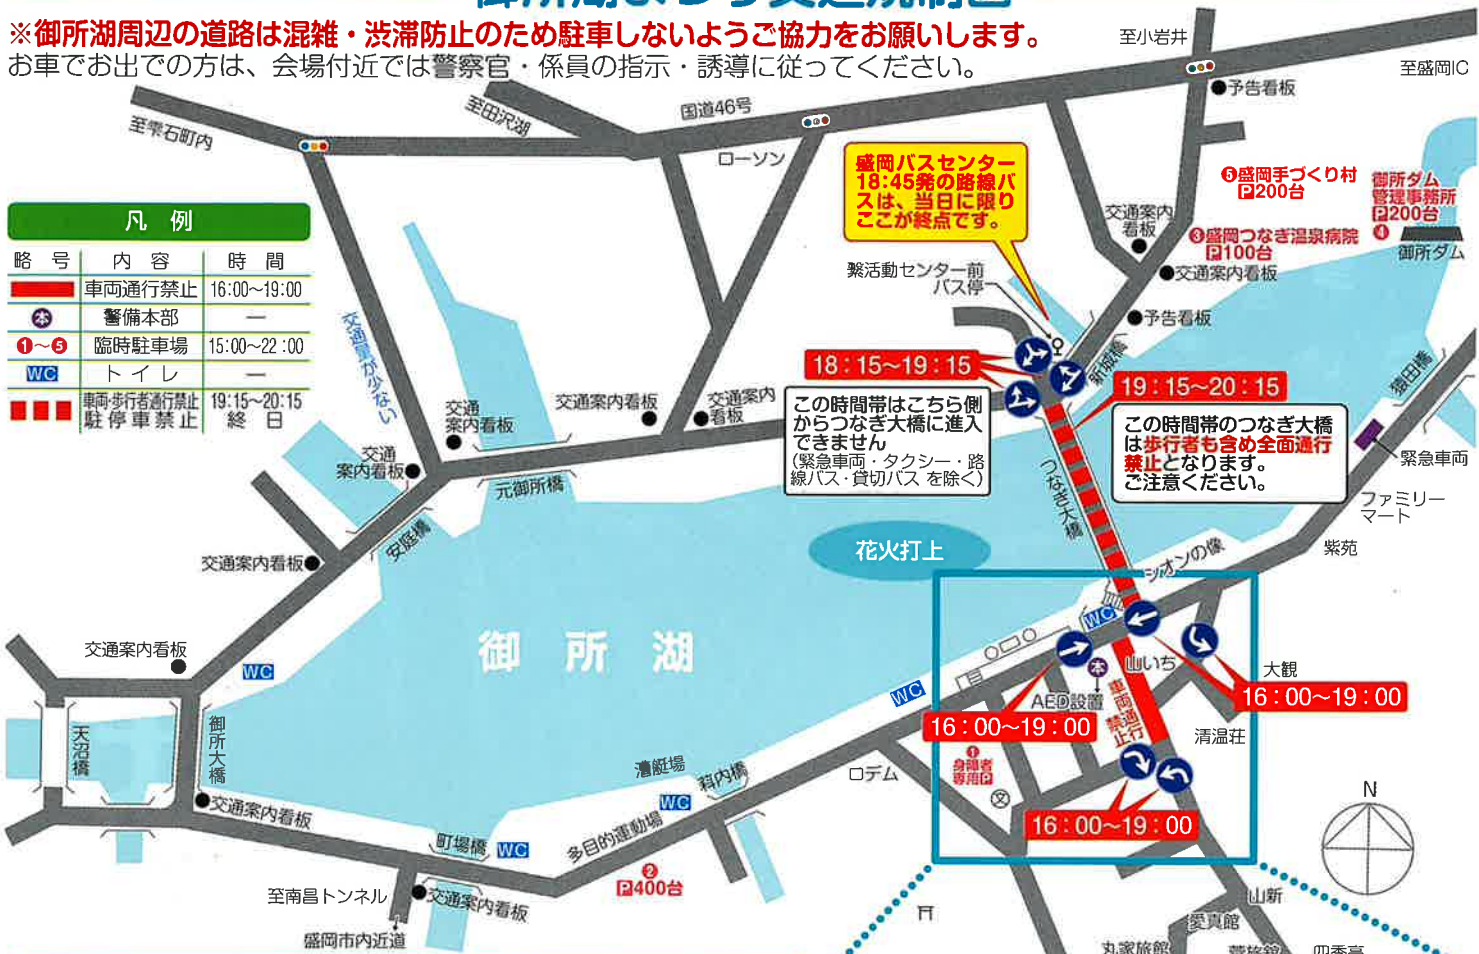 御所湖まつり交通規制図
※御所湖周辺の道路は混雑・渋滞防止のため駐車しないようご協力をお願いします。
お車でお出での方は、会場付近では警察官・係員の指示・誘導に従ってください。
至小岩井
至盛岡IC
予告看板
至雫石町内
至田沢湖
国道46号
ローソン
盛岡バスセンター
18:45発の路線バ
スは、当日に限り
ここが終点です。
❺盛岡手づくり村
P200台
御所ダム
管理事務所
P200台
❹
御所ダム
交通案内
看板
❸盛岡つなぎ温泉病院
P100台
交通案内看板
予告看板
繋活動センター前
バス停
凡 例
略 号 内 容 時 間
車両通行禁止 16:00〜19:00
本 警備本部 ―
❶〜❺ 臨時駐車場 15:00〜22:00
WC トイレ ―
車両・歩行者通行禁止 19:15〜20:15
駐停車禁止 終 日
交通量が少ない
新城橋
猿田橋
18:15〜19:15
19:15〜20:15
この時間帯はこちら側
からつなぎ大橋に進入
できません
(緊急車両・タクシー・路
線バス・貸切バス を除く)
この時間帯のつなぎ大橋
は歩行者も含め全面通行
禁止となります。
ご注意ください。
緊急車両
ファミリー
マート
紫苑
交通
案内看板
交通案内看板
交通案内
看板
交通
案内看板
元御所橋
安庭橋
つなぎ大橋
花火打上
シオンの像
交通案内看板
御 所 湖
交通案内看板
WC
WC
WC
山いち
本
AED設置
大観
16:00〜19:00
16:00〜19:00
車両通行
禁止
清温荘
天沼橋
御所大橋
❶
身障者
専用P
文
ロデム
漕艇場
WC
蒋内橋
交通案内看板
町場橋
WC
多目的運動場
16:00〜19:00
N
❷
P400台
至南昌トンネル
交通案内看板
盛岡市内近道
山新
愛真館
丸家旅館
四季亭